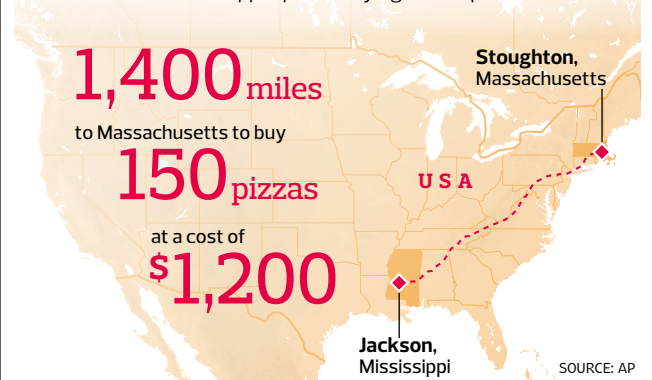 1,400 miles
to Massachusetts to buy
150 pizzas
at a cost of
$1,200
Stoughton,
Massachusetts
USA
Jackson,
Mississippi
SOURCE: AP